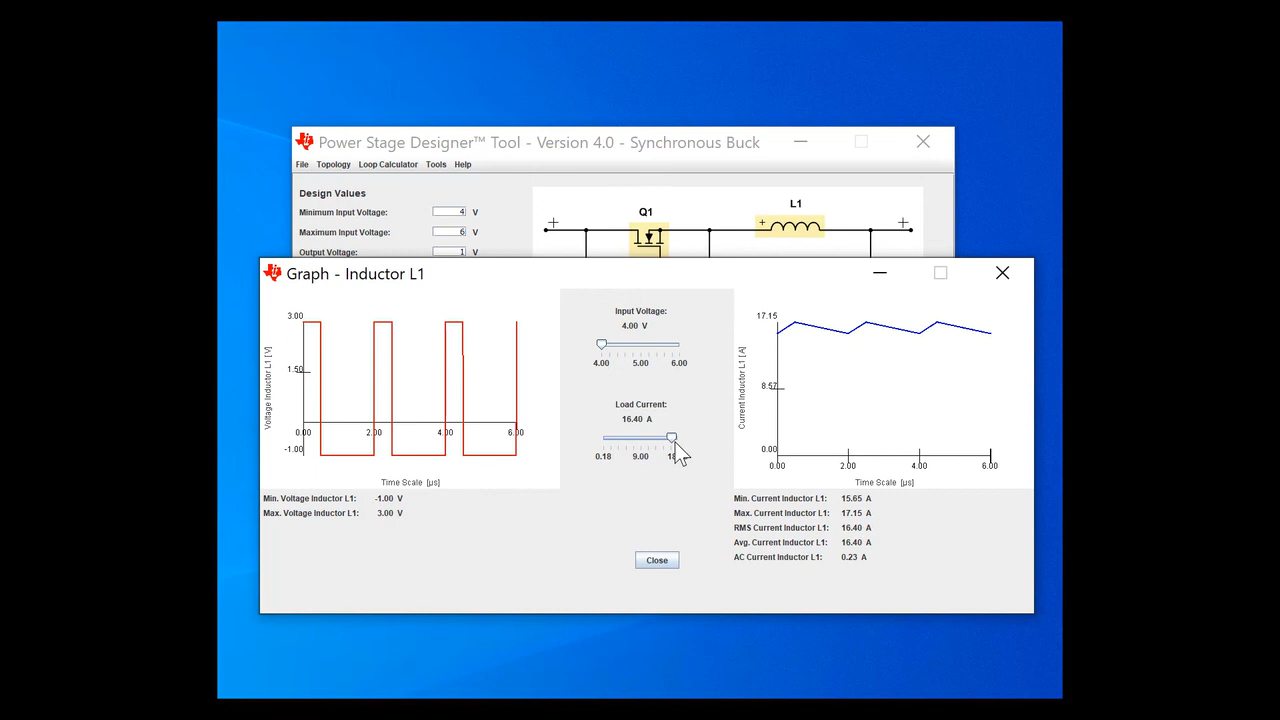 Power Stage Designer™ Tool - Version 4.0 - Synchronous Buck
File Topology Loop Calculator Tools Help
Design Values
Minimum Input Voltage: 4 V
Maximum Input Voltage: 6 V
Output Voltage: 1 V
Q1
L1
+
+
+
Graph - Inductor L1
Voltage Inductor L1 [V]
3.00
1.50
-1.00
0.00 2.00 4.00 6.00
Time Scale [µs]
Min. Voltage Inductor L1: -1.00 V
Max. Voltage Inductor L1: 3.00 V
Input Voltage:
4.00 V
4.00 5.00 6.00
Load Current:
16.40 A
0.18 9.00
Close
Current Inductor L1 [A]
17.15
8.57
0.00
0.00 2.00 4.00 6.00
Time Scale [µs]
Min. Current Inductor L1: 15.65 A
Max. Current Inductor L1: 17.15 A
RMS Current Inductor L1: 16.40 A
Avg. Current Inductor L1: 16.40 A
AC Current Inductor L1: 0.23 A